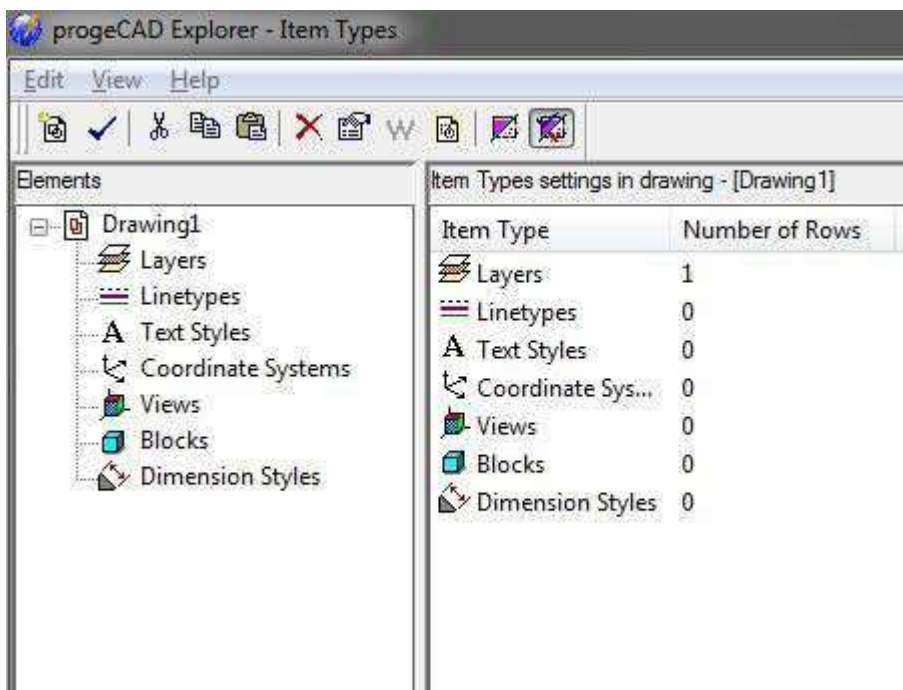 progeCAD Explorer - Item Types
Edit View Help
Elements
Drawing1
Layers
Linetypes
A Text Styles
Coordinate Systems
Views
Blocks
Dimension Styles
Item Types settings in drawing - [Drawing1]
Item Type Number of Rows
Layers 1
Linetypes 0
A Text Styles 0
Coordinate Sys... 0
Views 0
Blocks 0
Dimension Styles 0